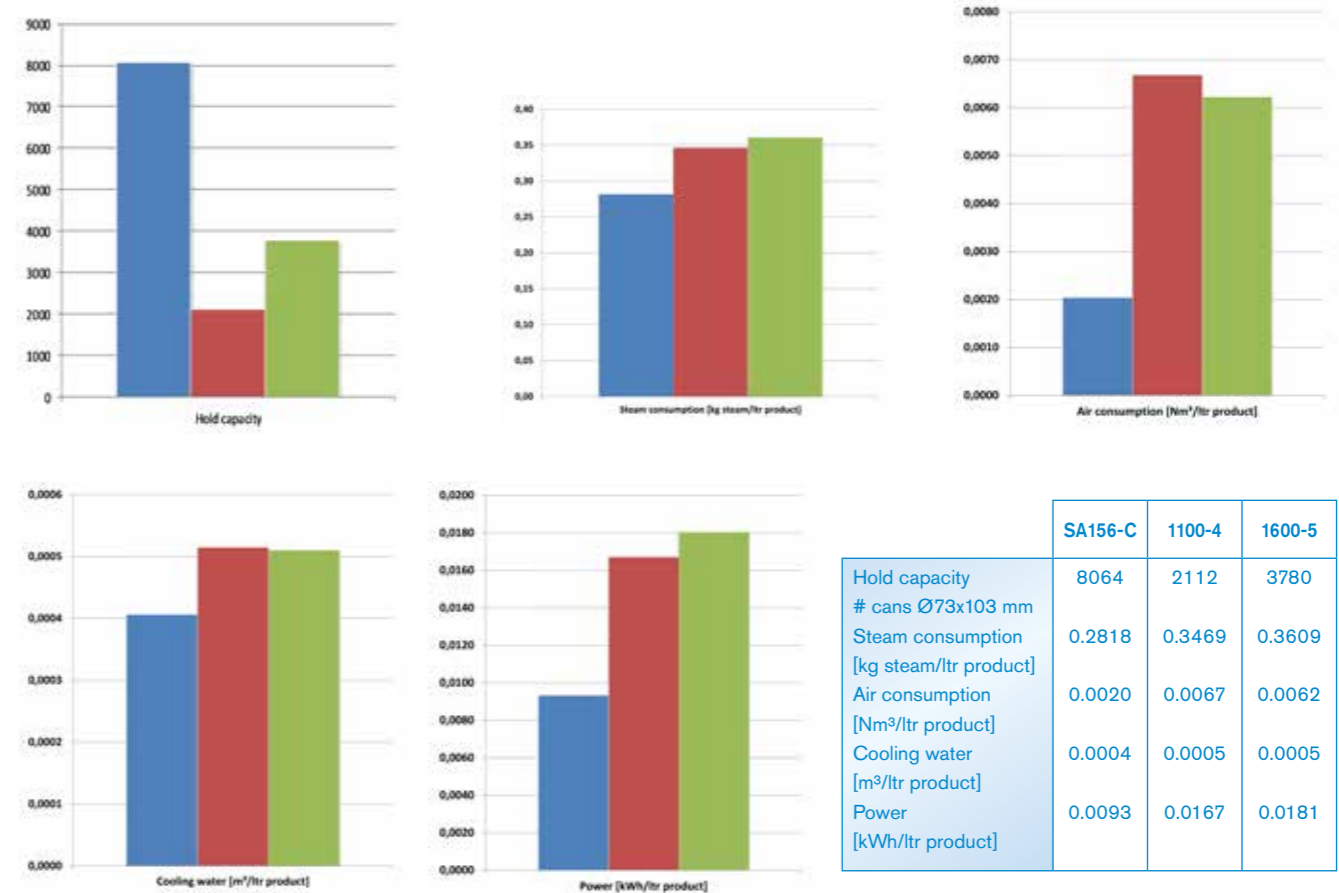 9000
8000
7000
6000
5000
4000
3000
2000
1000
0
Hold capacity
0,40
0,35
0,30
0,25
0,20
0,15
0,10
0,05
0,00
Steam consumption [kg steam/ltr product]
0,0080
0,0070
0,0060
0,0050
0,0040
0,0030
0,0020
0,0010
0,0000
Air consumption [Nm³/ltr product]
0,0006
0,0005
0,0004
0,0003
0,0002
0,0001
0,0000
Cooling water [m³/ltr product]
0,0200
0,0180
0,0160
0,0140
0,0120
0,0100
0,0080
0,0060
0,0040
0,0020
0,0000
Power [kWh/ltr product]
SA156-C 1100-4 1600-5
Hold capacity 8064 2112 3780
# cans Ø73x103 mm
Steam consumption 0.2818 0.3469 0.3609
[kg steam/ltr product]
Air consumption 0.0020 0.0067 0.0062
[Nm³/ltr product]
Cooling water 0.0004 0.0005 0.0005
[m³/ltr product]
Power 0.0093 0.0167 0.0181
[kWh/ltr product]